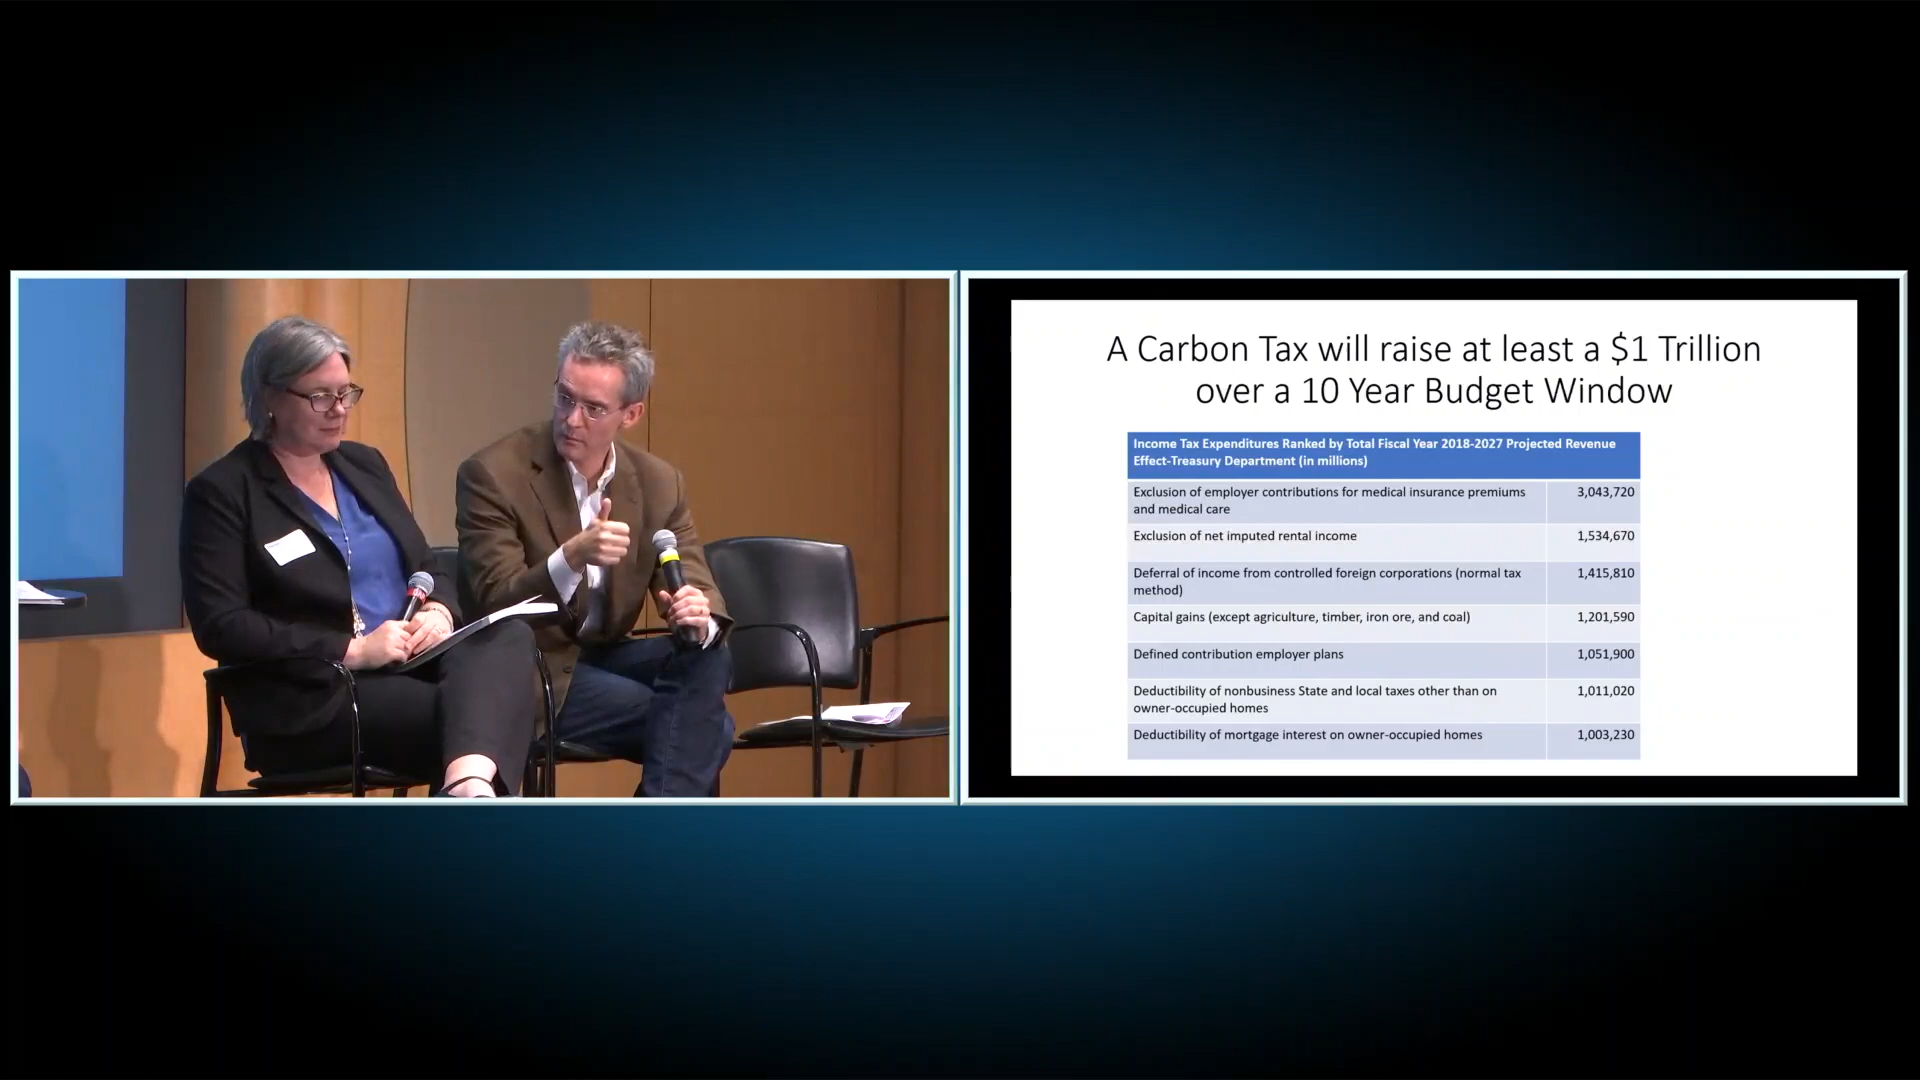 A Carbon Tax will raise at least a $1 Trillion
over a 10 Year Budget Window
Income Tax Expenditures Ranked by Total Fiscal Year 2018-2027 Projected Revenue
Effect-Treasury Department (in millions)
Exclusion of employer contributions for medical insurance premiums
and medical care
3,043,720
Exclusion of net imputed rental income
1,534,670
Deferral of income from controlled foreign corporations (normal tax
method)
1,415,810
Capital gains (except agriculture, timber, iron ore, and coal)
1,201,590
Defined contribution employer plans
1,051,900
Deductibility of nonbusiness State and local taxes other than on
owner-occupied homes
1,011,020
Deductibility of mortgage interest on owner-occupied homes
1,003,230